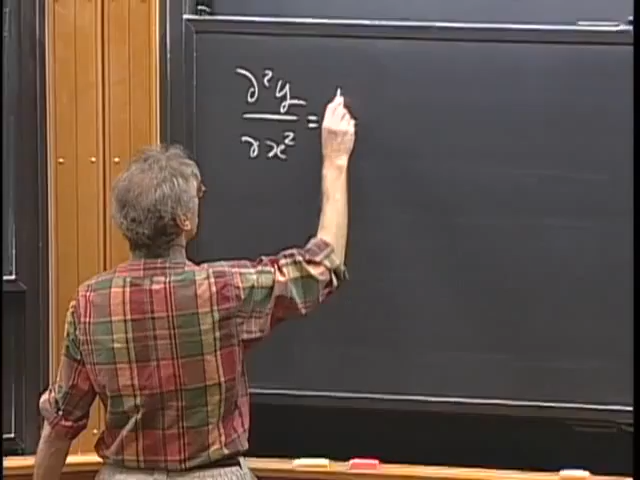 ∂²y
―― =
∂x²